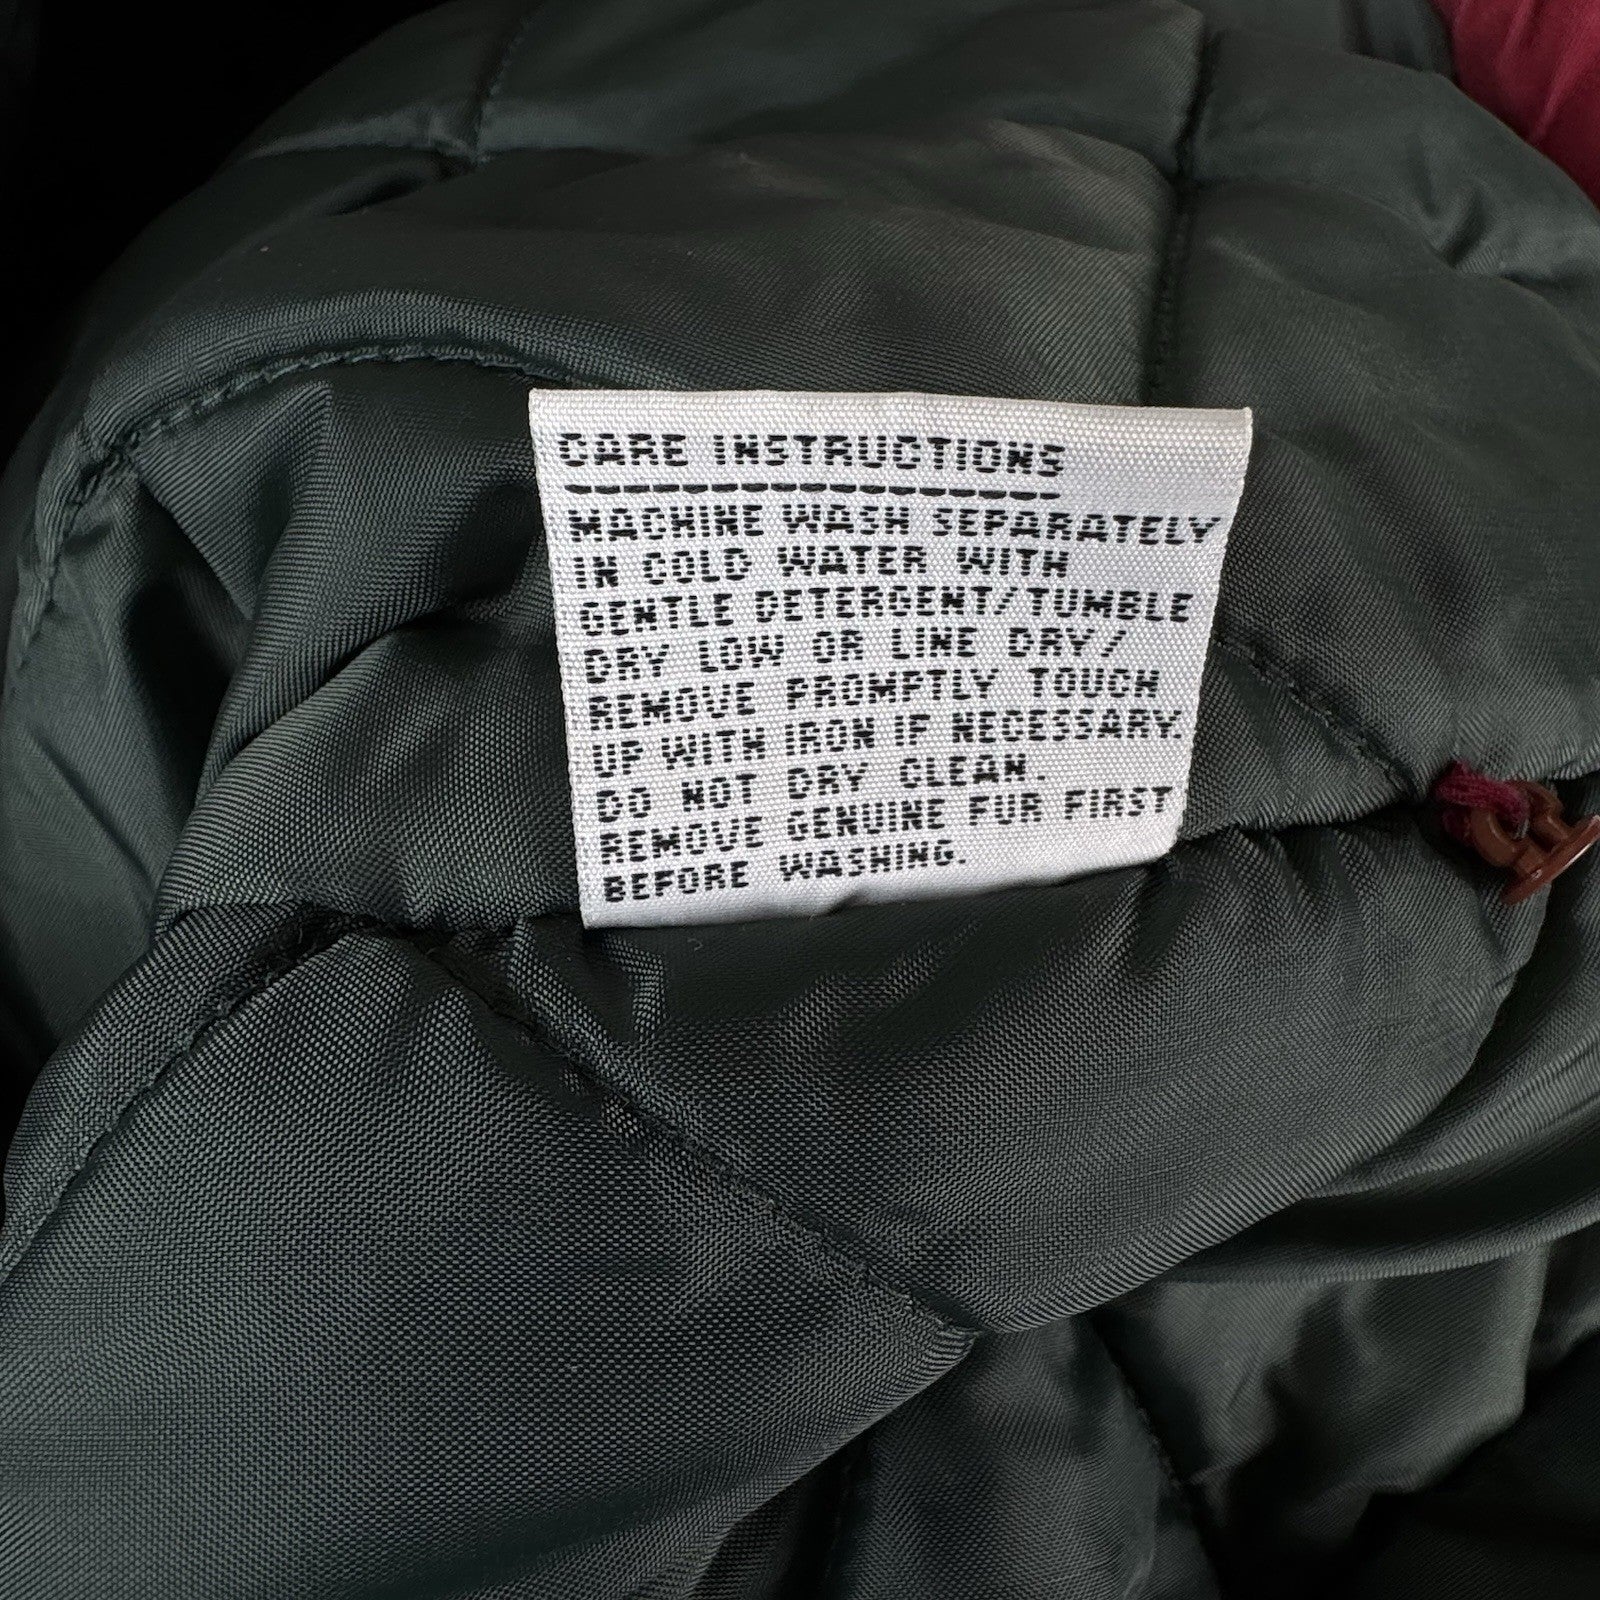 CARE INSTRUCTIONS
MACHINE WASH SEPARATELY
IN COLD WATER WITH
GENTLE DETERGENT/TUMBLE
DRY LOW OR LINE DRY/
REMOVE PROMPTLY TOUCH
UP WITH IRON IF NECESSARY.
DO NOT DRY CLEAN.
REMOVE GENUINE FUR FIRST
BEFORE WASHING.